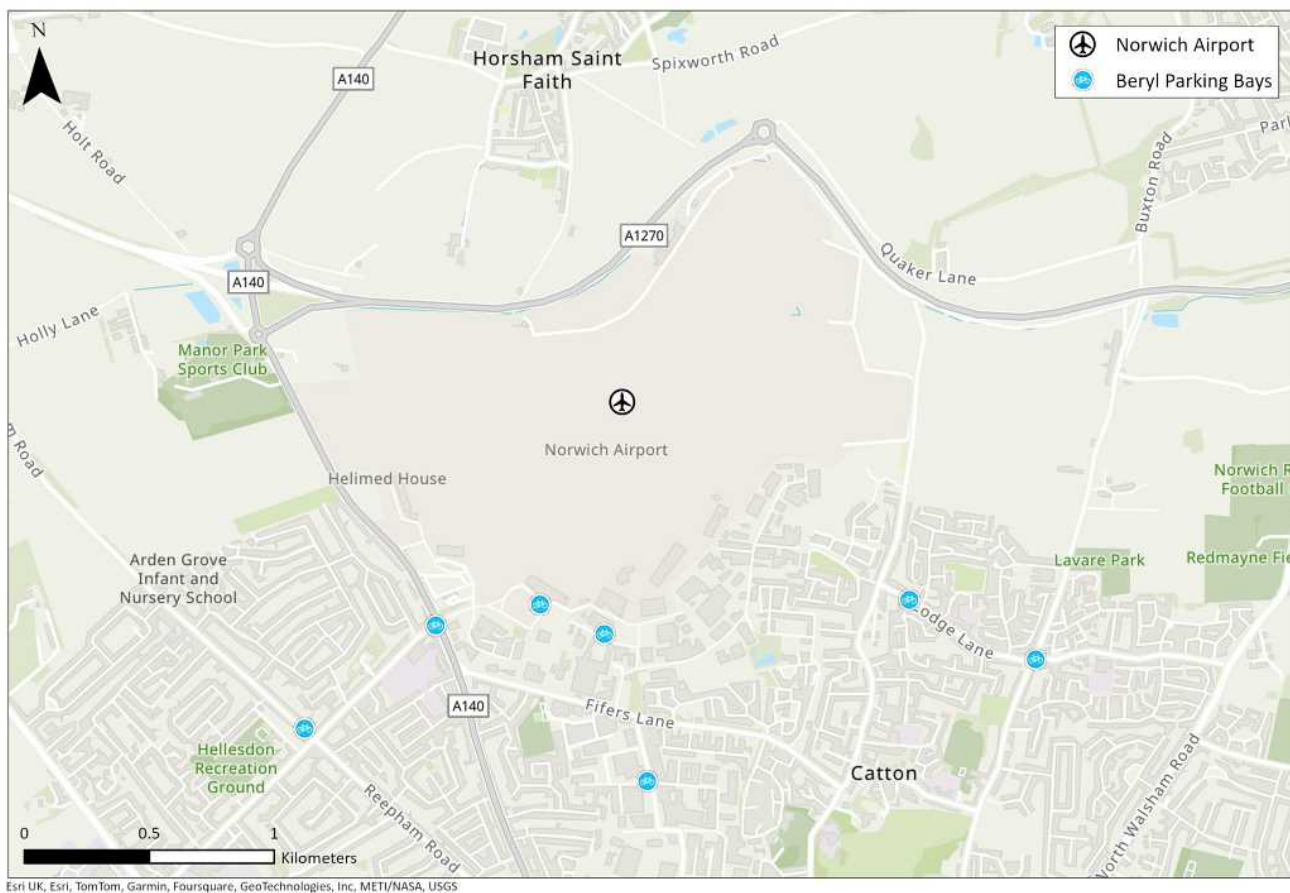 N
Horsham Saint
Faith
Spixworth Road
Norwich Airport
Beryl Parking Bays
A140
Holt Road
Buxton Road
A1270
Quaker Lane
A140
Holly Lane
Manor Park
Sports Club
Norwich Airport
Helimed House
Road
Norwich
Football
Arden Grove
Infant and
Nursery School
Lavare Park
Redmayne
Lodge Lane
A140
Fifers Lane
Hellesdon
Recreation
Ground
Catton
Reepham Road
North Walsham Road
0 0.5 1
Kilometers
Esri UK, Esri, TomTom, Garmin, Foursquare, GeoTechnologies, Inc, METI/NASA, USGS